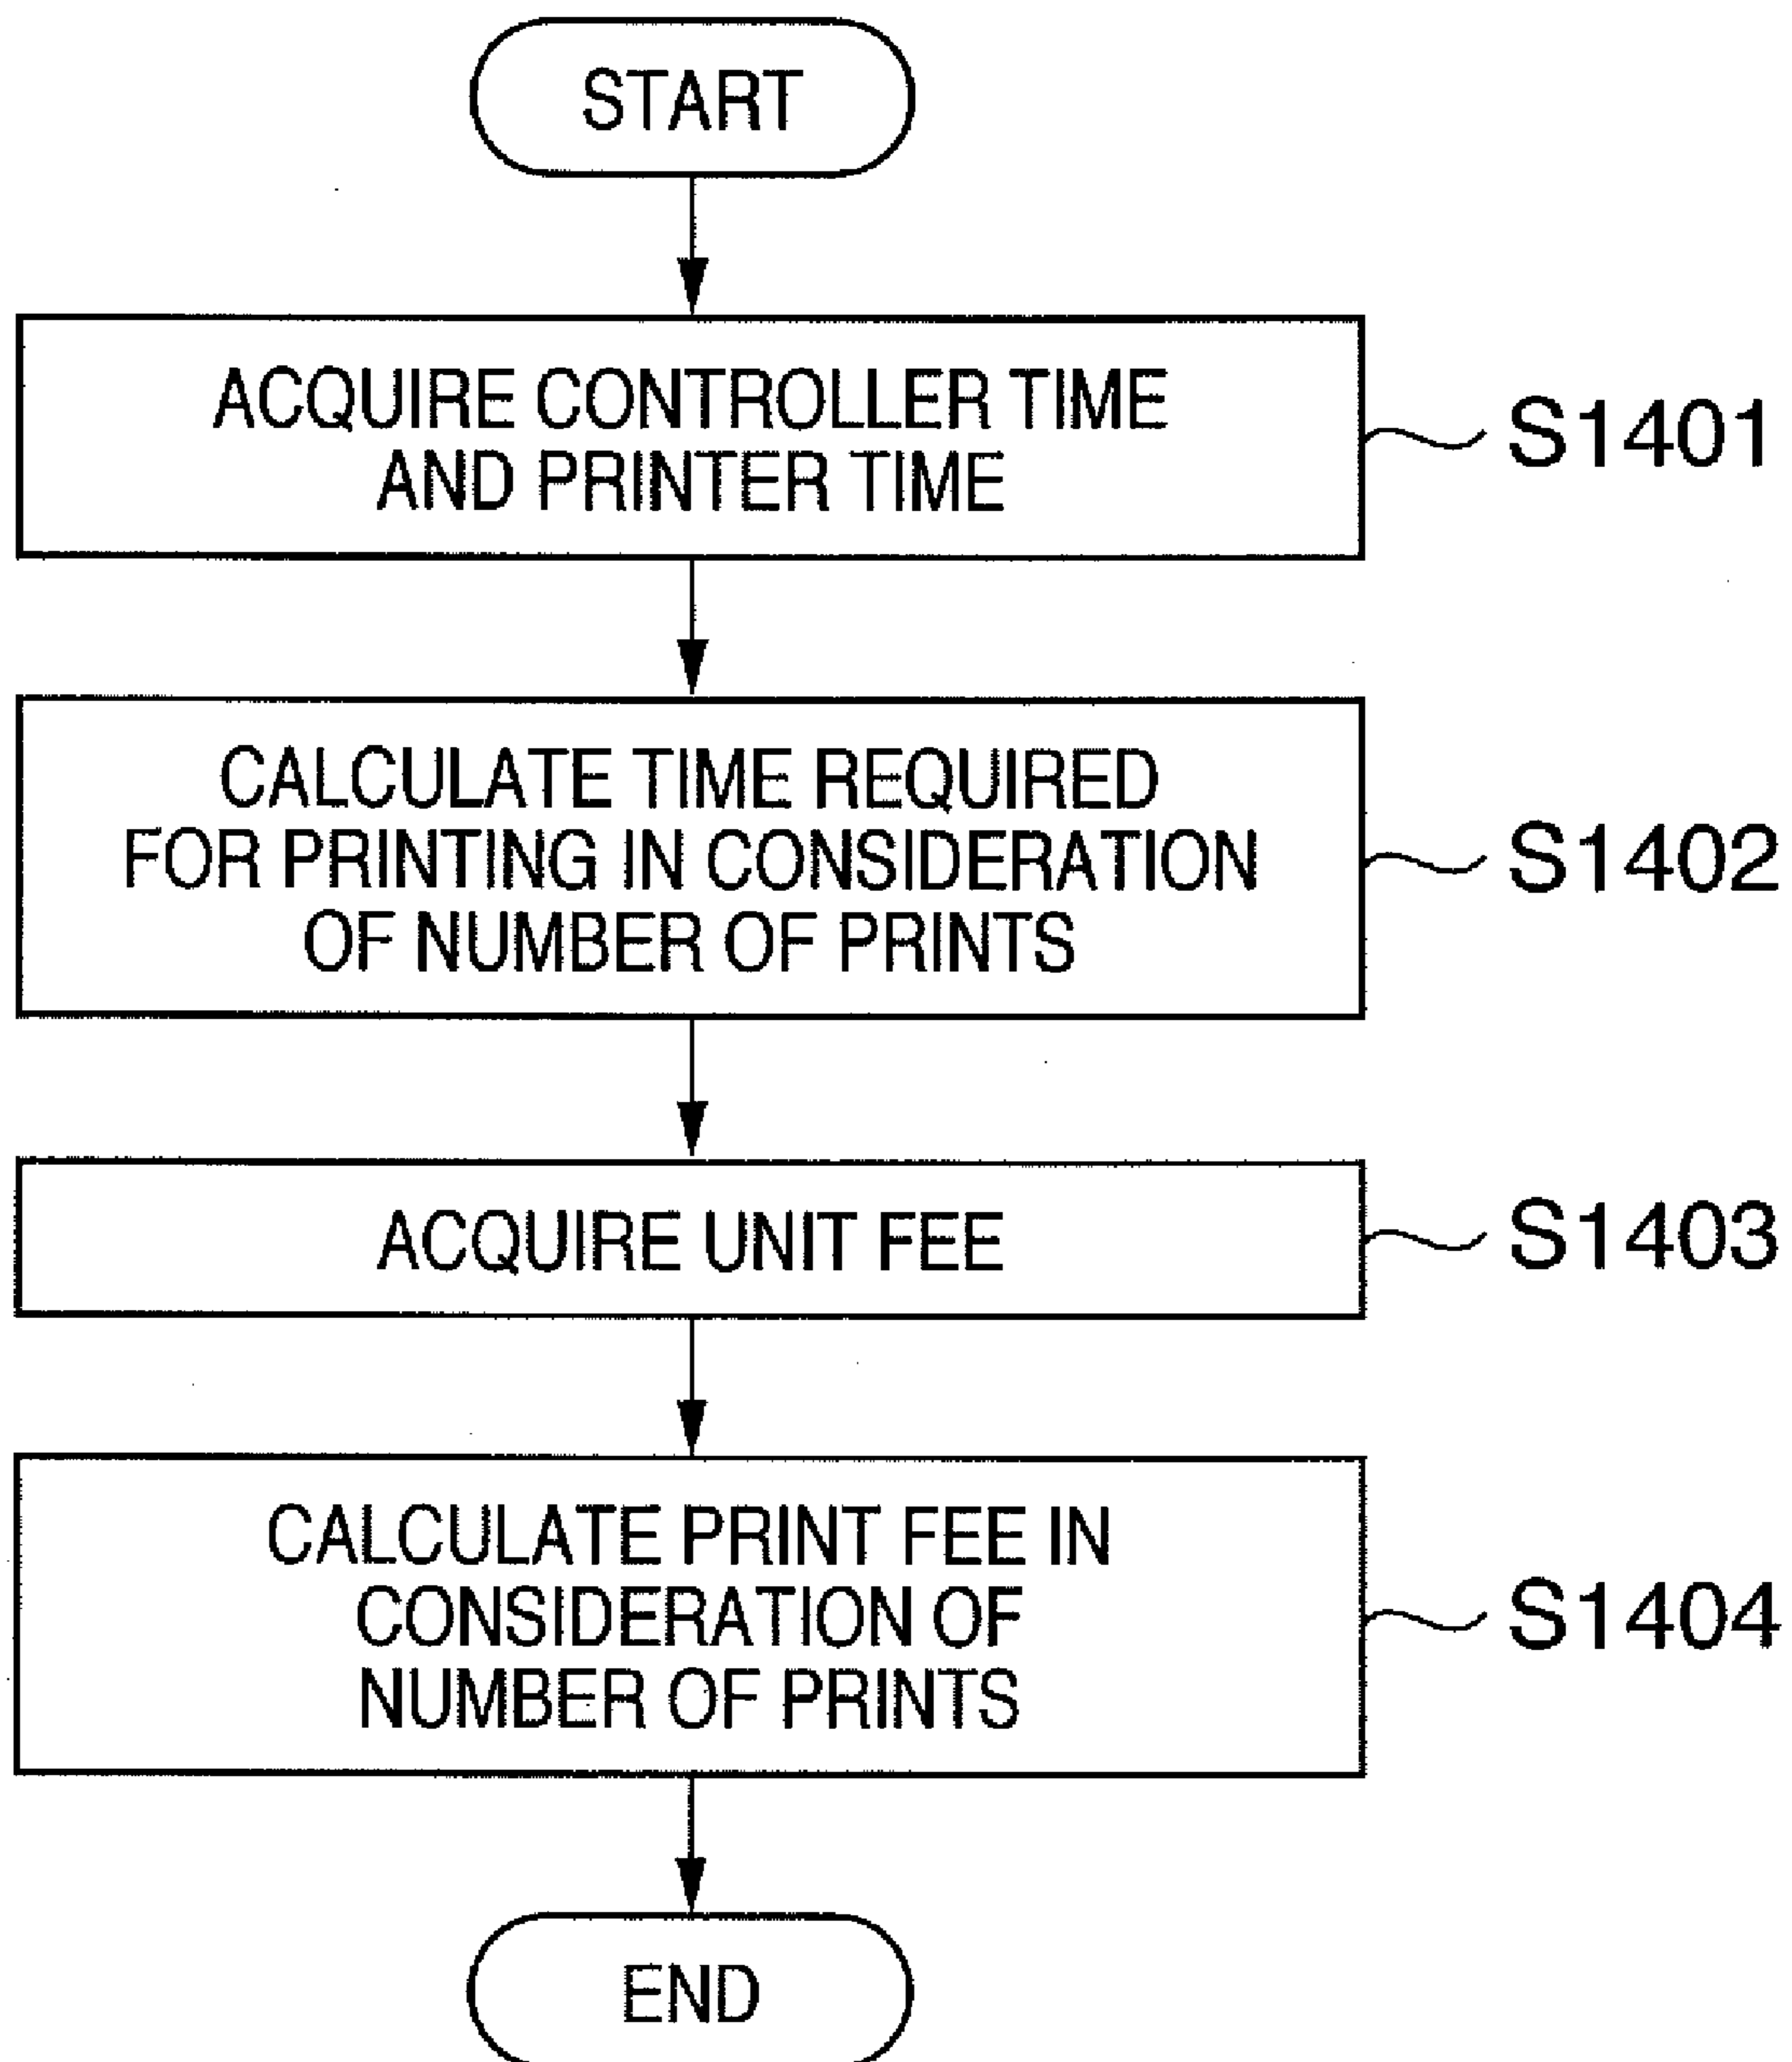 START
ACQUIRE CONTROLLER TIME
AND PRINTER TIME
S1401
CALCULATE TIME REQUIRED
FOR PRINTING IN CONSIDERATION
OF NUMBER OF PRINTS
S1402
ACQUIRE UNIT FEE
S1403
CALCULATE PRINT FEE IN
CONSIDERATION OF
NUMBER OF PRINTS
S1404
END